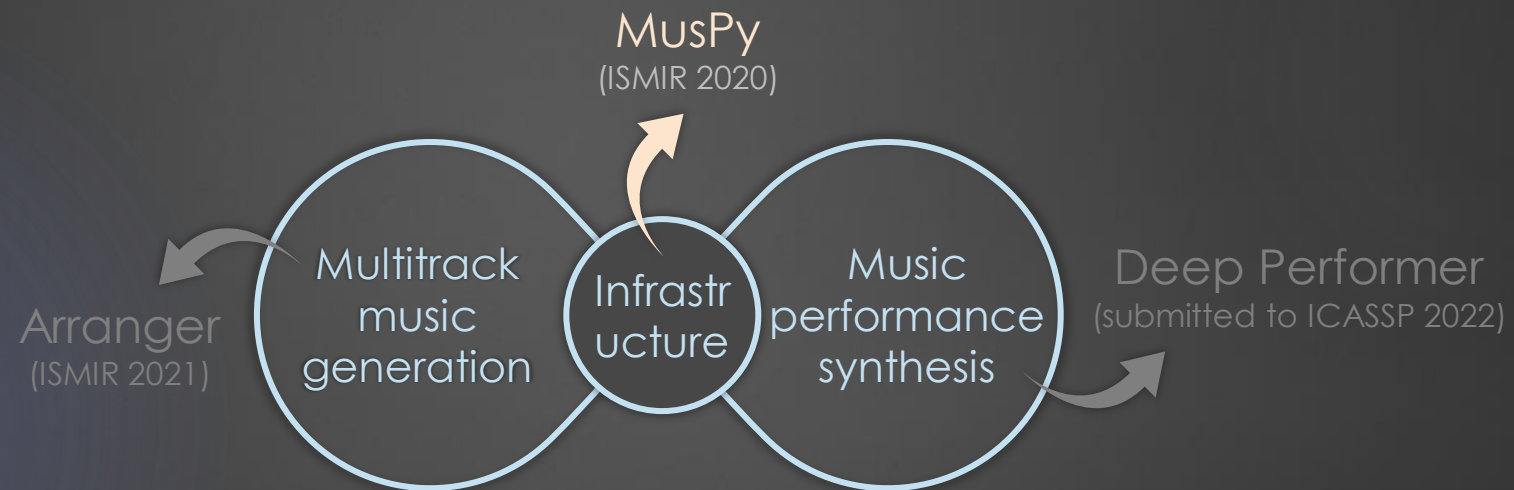 MusPy
(ISMIR 2020)
Arranger
(ISMIR 2021)
Multitrack
music
generation
Infrastr
ucture
Music
performance
synthesis
Deep Performer
(submitted to ICASSP 2022)